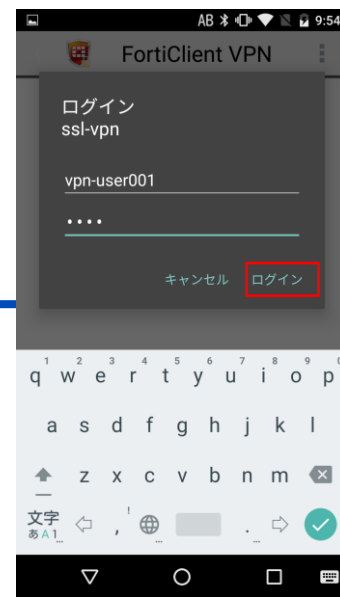 AB 9:54
FortiClient VPN
ログイン
ssl-vpn
vpn-user001
••••
キャンセル ログイン
1 2 3 4 5 6 7 8 9 0
q w e r t y u i o p
a s d f g h j k l
z x c v b n m
文字 , ! .
あA1